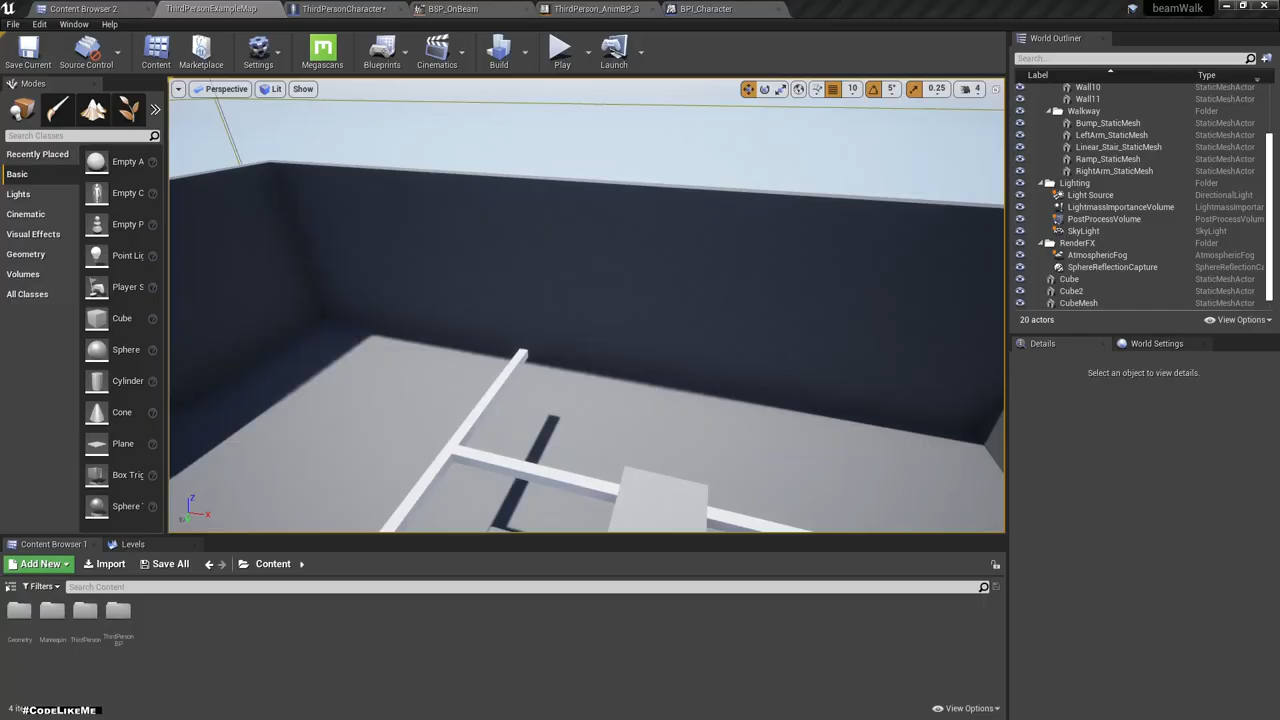 Content Browser 2
ThirdPersonExampleMap
ThirdPersonCharacter*
BSP_OnBeam
ThirdPerson_AnimBP_3
BPI_Character
beamWalk
File Edit Window Help
Save Current
Source Control
Content
Marketplace
Settings
Megascans
Blueprints
Cinematics
Build
Play
Launch
Modes
Search Classes
Recently Placed
Basic
Lights
Cinematic
Visual Effects
Geometry
Volumes
All Classes
Empty A
Empty C
Empty P
Point Lig
Player S
Cube
Sphere
Cylinder
Cone
Plane
Box Trig
Sphere
Perspective
Lit
Show
10
5°
0.25
4
Z
X
World Outliner
Search...
Label Type
Wall10 StaticMeshActor
Wall11 StaticMeshActor
Walkway Folder
Bump_StaticMesh StaticMeshActor
LeftArm_StaticMesh StaticMeshActor
Linear_Stair_StaticMesh StaticMeshActor
Ramp_StaticMesh StaticMeshActor
RightArm_StaticMesh StaticMeshActor
Lighting Folder
Light Source DirectionalLight
LightmassImportanceVolume LightmassImportar
PostProcessVolume PostProcessVolum
SkyLight SkyLight
RenderFX Folder
AtmosphericFog AtmosphericFog
SphereReflectionCapture SphereReflectionCa
Cube StaticMeshActor
Cube2 StaticMeshActor
CubeMesh StaticMeshActor
20 actors
View Options
Details
World Settings
Select an object to view details.
Content Browser 1
Levels
Add New
Import
Save All
Content
Filters
Search Content
Geometry
Mannequin
ThirdPerson
ThirdPerson
BP
4 ite
#CodeLikeMe
View Options